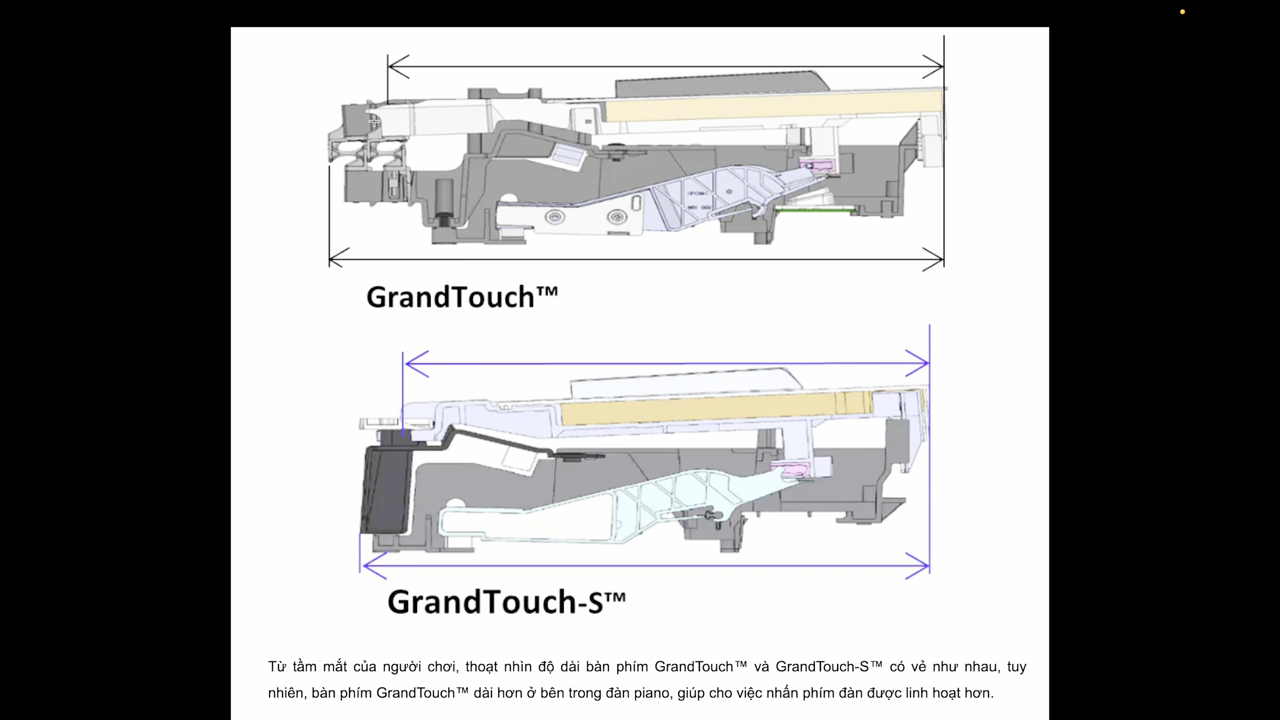 GrandTouch™
GrandTouch-S™
Từ tầm mắt của người chơi, thoạt nhìn độ dài bàn phím GrandTouch™ và GrandTouch-S™ có vẻ như nhau, tuy
nhiên, bàn phím GrandTouch™ dài hơn ở bên trong đàn piano, giúp cho việc nhấn phím đàn được linh hoạt hơn.